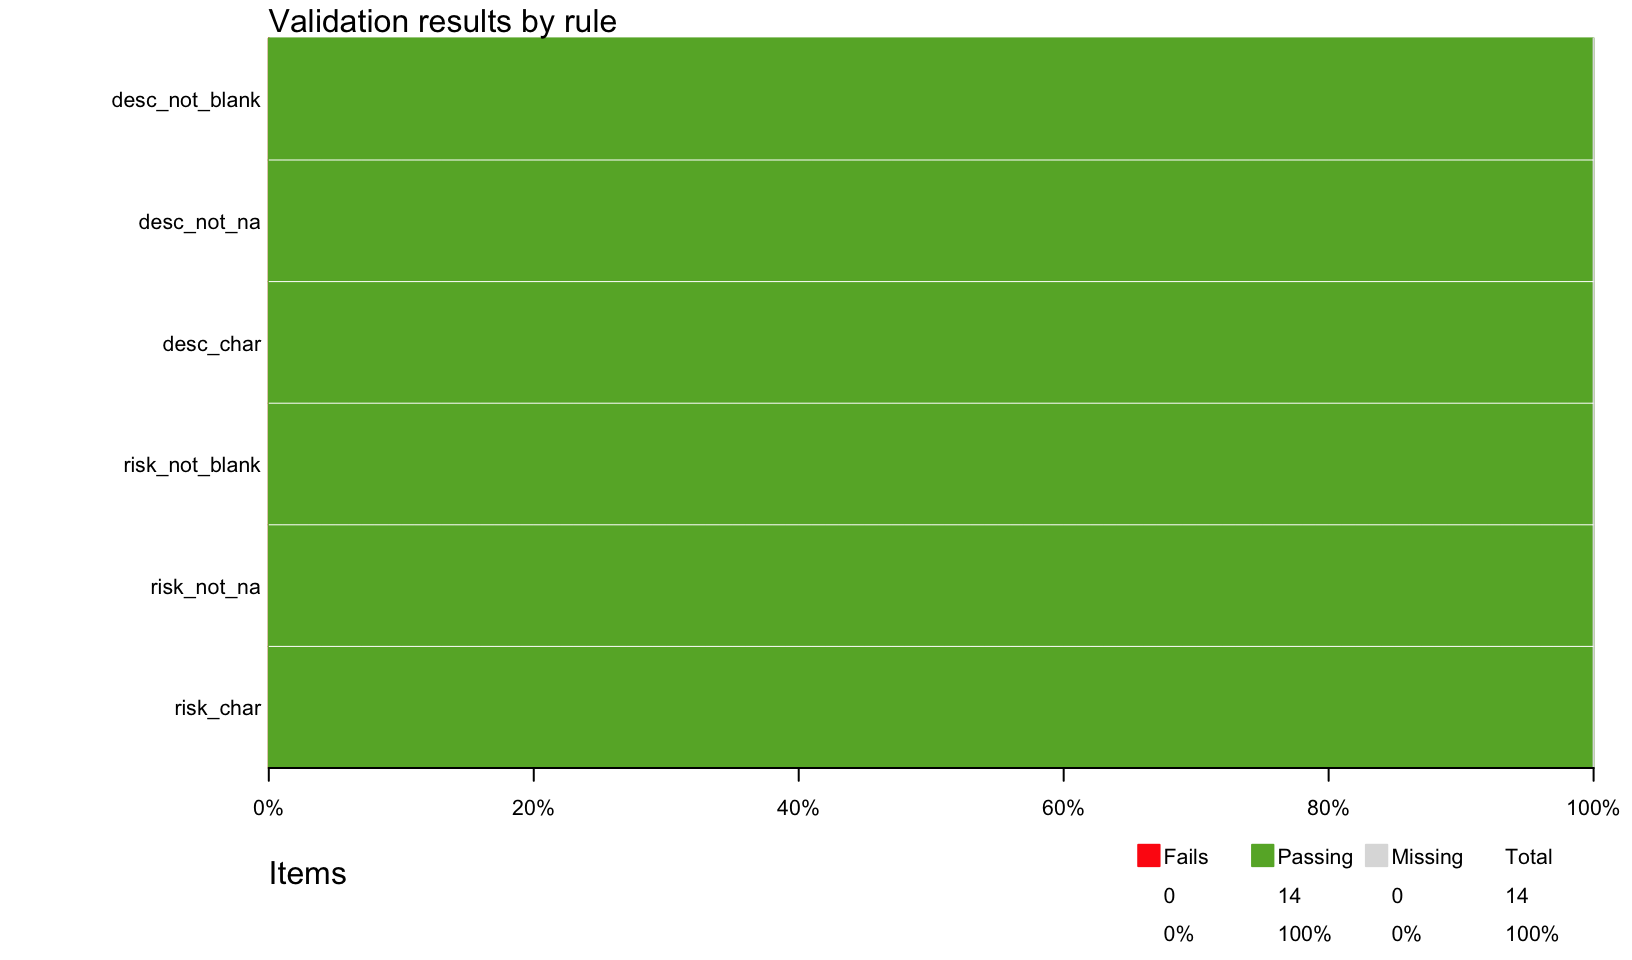 Validation results by rule
desc_not_blank
desc_not_na
desc_char
risk_not_blank
risk_not_na
risk_char
0% 20% 40% 60% 80% 100%
Items
Fails Passing Missing Total
0 14 0 14
0% 100% 0% 100%